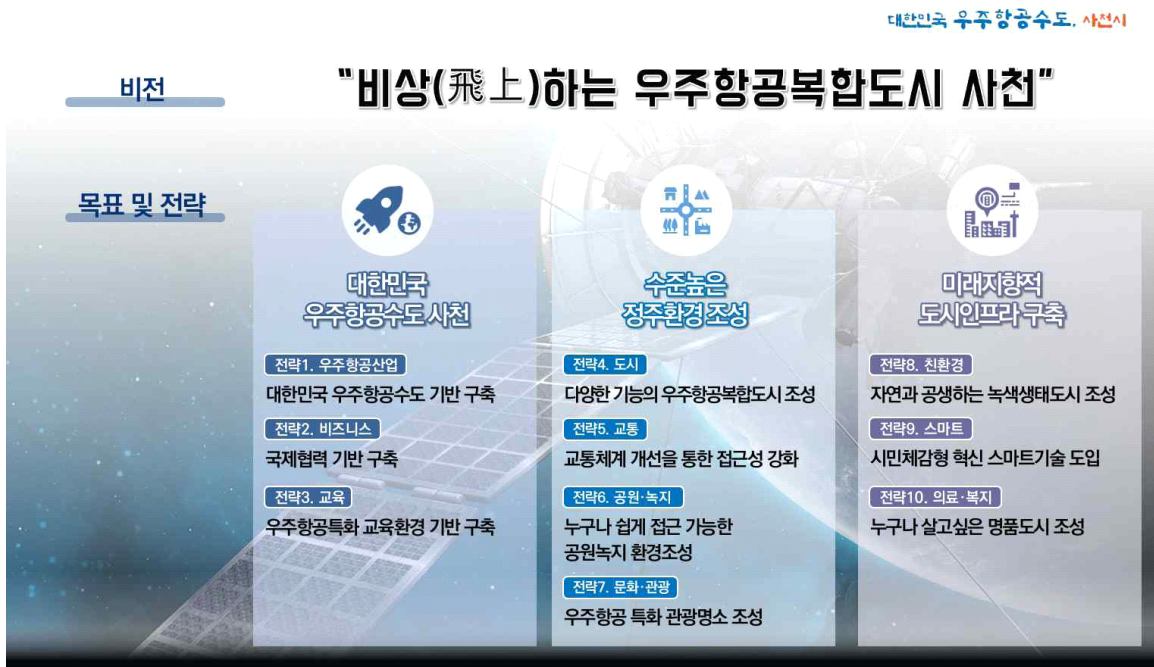 대한민국 우주항공수도, 사천시
비전
"비상(飛上)하는 우주항공복합도시 사천"
목표 및 전략
대한민국
우주항공수도 사천
전략1. 우주항공산업
대한민국 우주항공수도 기반 구축
전략2. 비즈니스
국제협력 기반 구축
전략3. 교육
우주항공특화 교육환경 기반 구축
수준높은
정주환경 조성
전략4. 도시
다양한 기능의 우주항공복합도시 조성
전략5. 교통
교통체계 개선을 통한 접근성 강화
전략6. 공원·녹지
누구나 쉽게 접근 가능한
공원녹지 환경조성
전략7. 문화·관광
우주항공 특화 관광명소 조성
미래지향적
도시인프라 구축
전략8. 친환경
자연과 공생하는 녹색생태도시 조성
전략9. 스마트
시민체감형 혁신 스마트기술 도입
전략10. 의료·복지
누구나 살고싶은 명품도시 조성